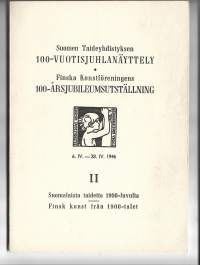 Suomen Taideyhdistyksen
100-VUOTISJUHLANÄYTTELY
Finska Konstföreningens
100-ÅRSJUBILEUMSUTSTÄLLNING
6. IV. — 28. IV. 1946
II
Suomalaista taidetta 1900-luvulta
Finsk konst från 1900-talet